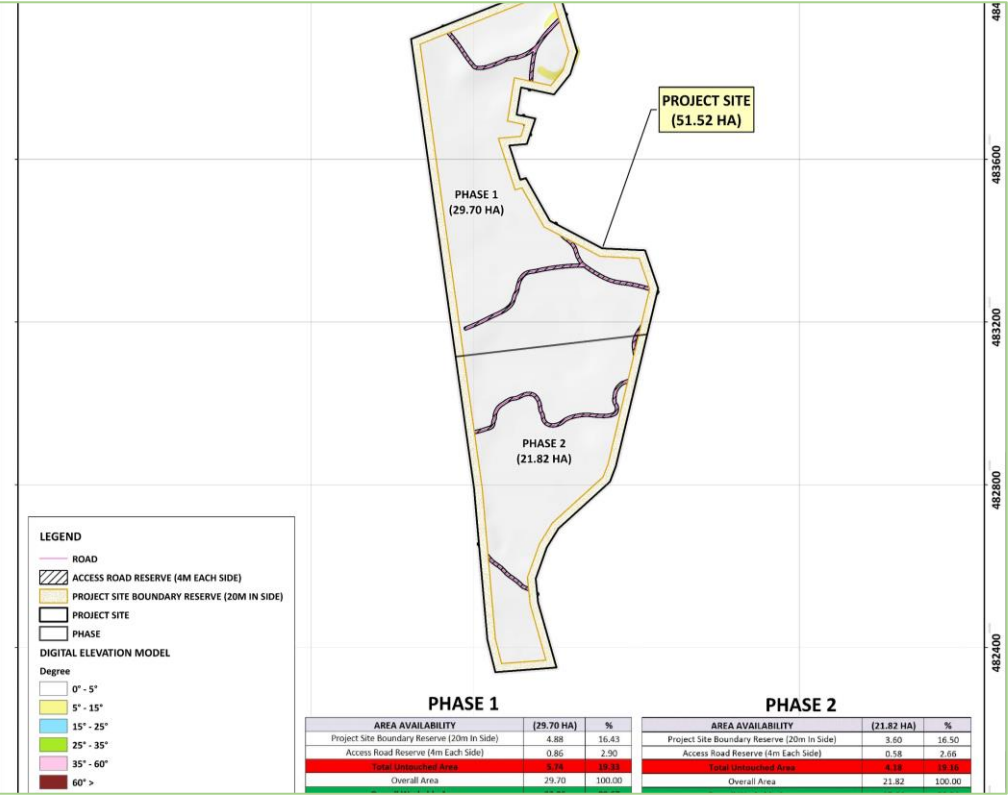 484
PROJECT SITE
(51.52 HA)
483600
PHASE 1
(29.70 HA)
483200
PHASE 2
(21.82 HA)
482800
482400
LEGEND
ROAD
ACCESS ROAD RESERVE (4M EACH SIDE)
PROJECT SITE BOUNDARY RESERVE (20M IN SIDE)
PROJECT SITE
PHASE
DIGITAL ELEVATION MODEL
Degree
0° - 5°
5° - 15°
15° - 25°
25° - 35°
35° - 60°
60° >
PHASE 1
AREA AVAILABILITY (29.70 HA) %
Project Site Boundary Reserve (20m In Side) 4.88 16.43
Access Road Reserve (4m Each Side) 0.86 2.90
Total Untouched Area 5.74 19.33
Overall Area 29.70 100.00
PHASE 2
AREA AVAILABILITY (21.82 HA) %
Project Site Boundary Reserve (20m In Side) 3.60 16.50
Access Road Reserve (4m Each Side) 0.58 2.66
Total Untouched Area 4.18 19.16
Overall Area 21.82 100.00